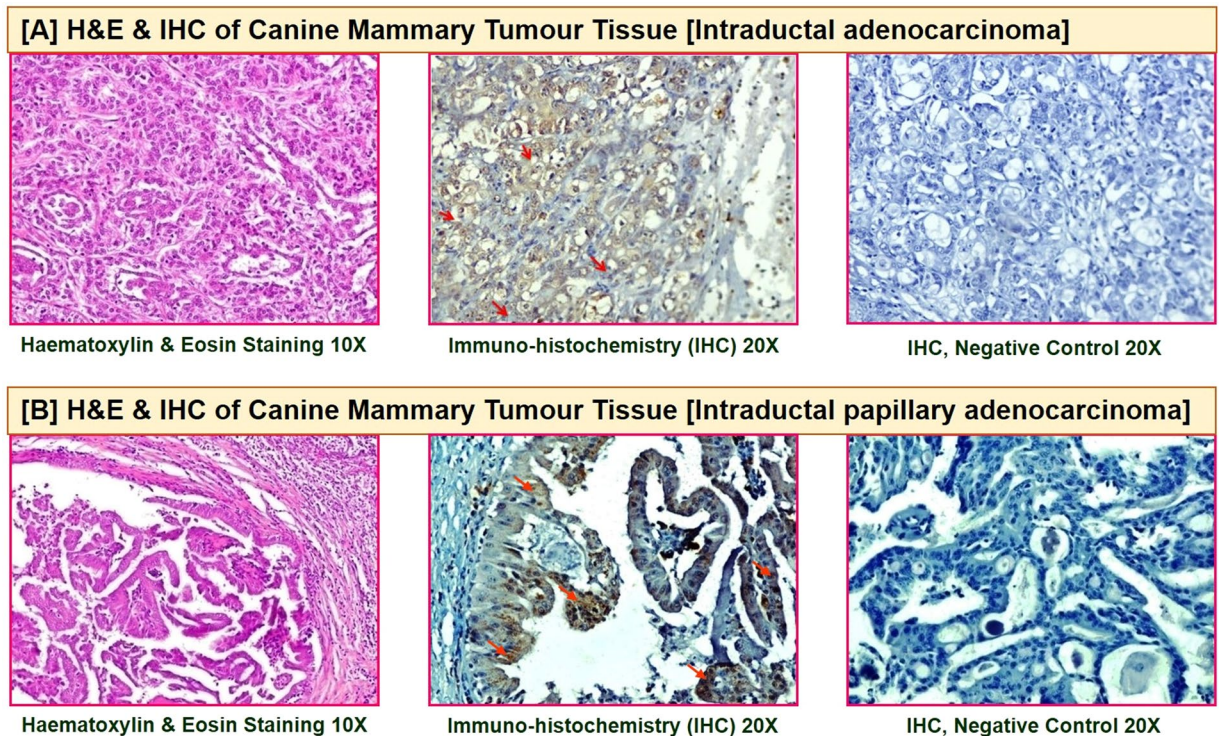 [A] H&E & IHC of Canine Mammary Tumour Tissue [Intraductal adenocarcinoma]
Haematoxylin & Eosin Staining 10X
Immuno-histochemistry (IHC) 20X
IHC, Negative Control 20X
[B] H&E & IHC of Canine Mammary Tumour Tissue [Intraductal papillary adenocarcinoma]
Haematoxylin & Eosin Staining 10X
Immuno-histochemistry (IHC) 20X
IHC, Negative Control 20X